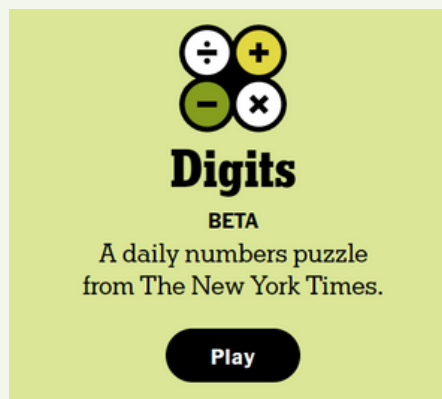 ÷ +
− ×
Digits
BETA
A daily numbers puzzle
from The New York Times.
Play